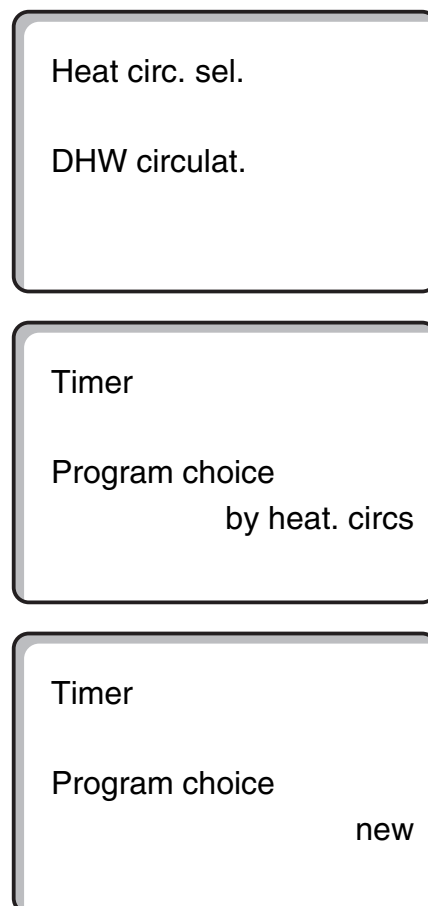 Heat circ. sel.
DHW circulat.
Timer
Program choice
by heat. circs
Timer
Program choice
new